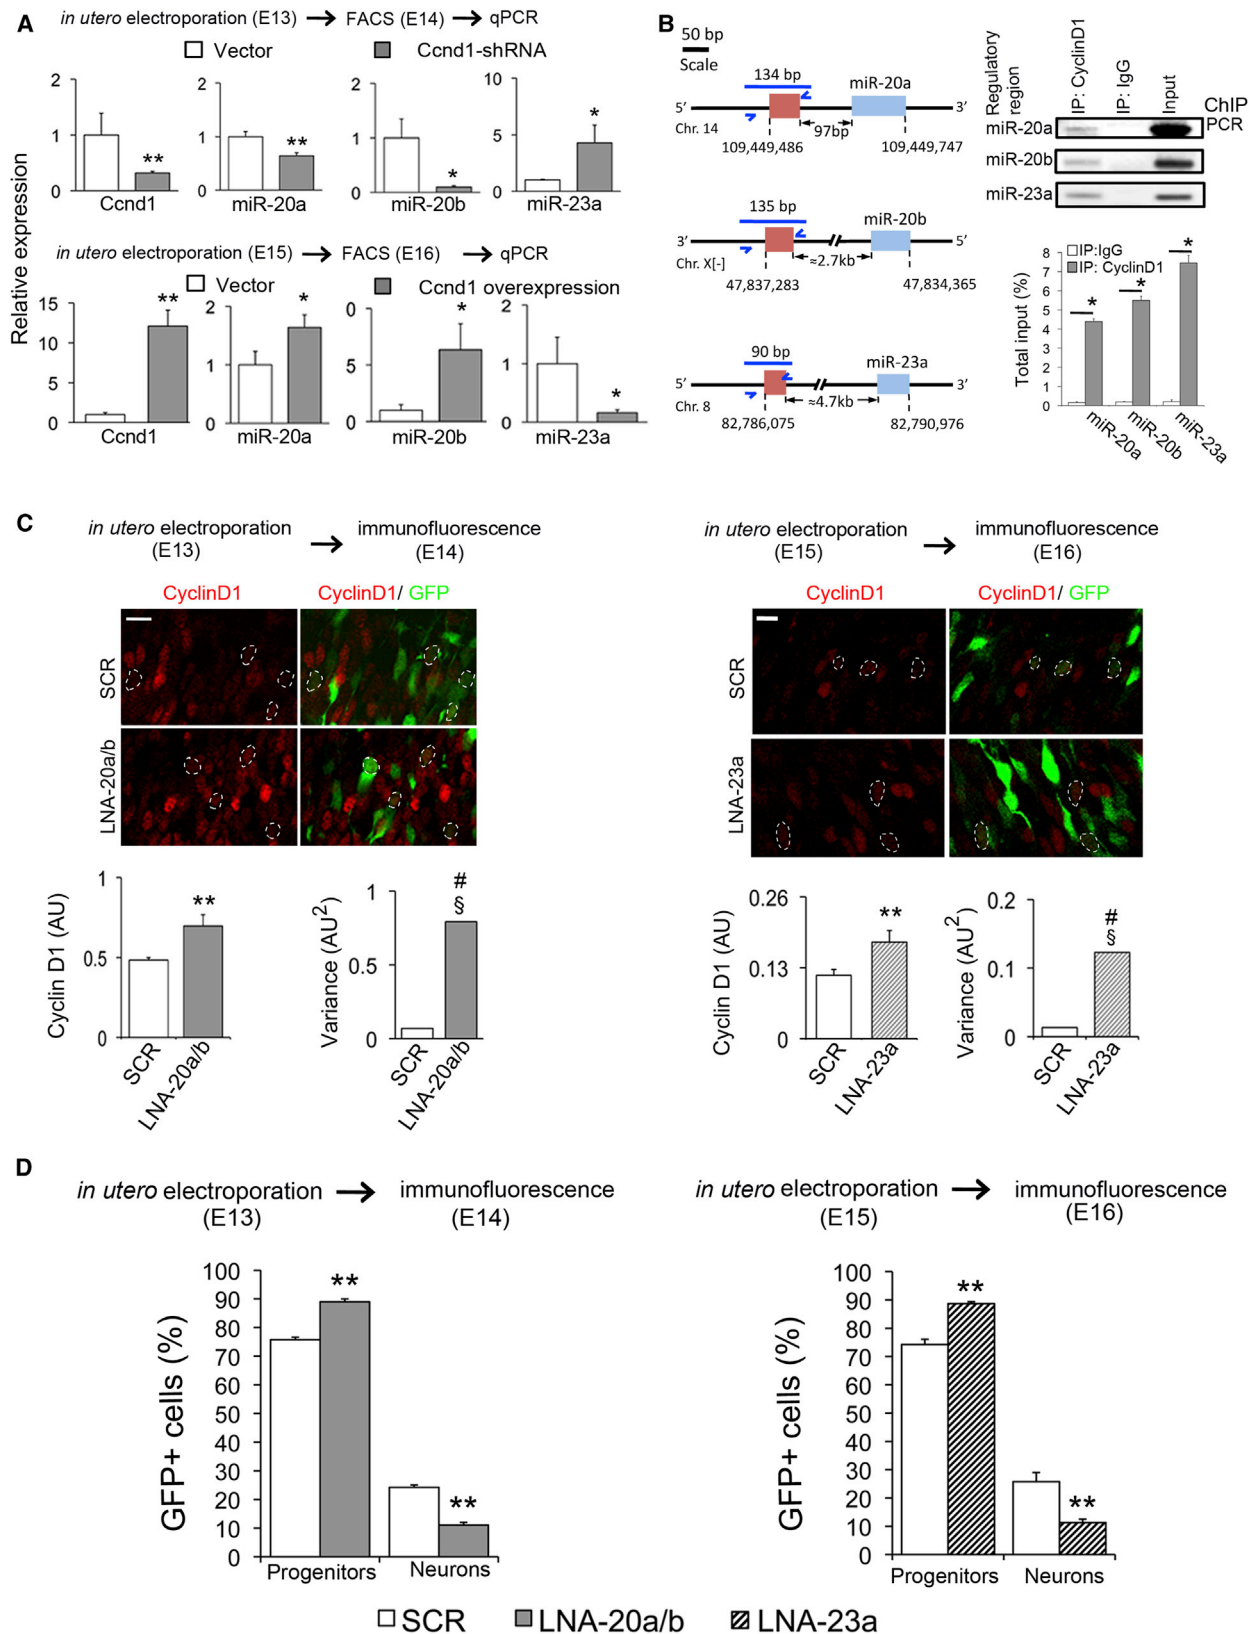 A
in utero electroporation (E13) → FACS (E14) → qPCR
Vector
Ccnd1-shRNA
Relative expression
2
1
0
**
Ccnd1
2
1
0
**
miR-20a
2
1
0
*
miR-20b
10
5
0
*
miR-23a
in utero electroporation (E15) → FACS (E16) → qPCR
Vector
Ccnd1 overexpression
15
10
5
0
**
Ccnd1
2
1
0
*
miR-20a
0
5
0
*
miR-20b
2
1
0
*
miR-23a
B
50 bp
Scale
134 bp
miR-20a
5’
3’
Chr. 14
97bp
109,449,486
109,449,747
135 bp
miR-20b
3’
5’
Chr. X[-]
≈2.7kb
47,837,283
47,834,365
90 bp
miR-23a
5’
3’
Chr. 8
≈4.7kb
82,786,075
82,790,976
Regulatory region
IP: CyclinD1
IP: IgG
Input
ChIP PCR
miR-20a
miR-20b
miR-23a
Total input (%)
8
7
6
5
4
3
2
1
0
IP:IgG
IP: CyclinD1
*
*
*
miR-20a
miR-20b
miR-23a
C
in utero electroporation (E13) → immunofluorescence (E14)
CyclinD1
CyclinD1/ GFP
SCR
LNA-20a/b
Cyclin D1 (AU)
1
0.5
0
**
SCR
LNA-20a/b
Variance (AU2)
1
0.5
0
#
§
SCR
LNA-20a/b
in utero electroporation (E15) → immunofluorescence (E16)
CyclinD1
CyclinD1/ GFP
SCR
LNA-23a
Cyclin D1 (AU)
0.26
0.13
0
**
SCR
LNA-23a
Variance (AU2)
0.2
0.1
0
#
§
SCR
LNA-23a
D
in utero electroporation (E13) → immunofluorescence (E14)
GFP+ cells (%)
100
90
80
70
60
50
40
30
20
10
0
**
**
Progenitors
Neurons
in utero electroporation (E15) → immunofluorescence (E16)
GFP+ cells (%)
100
90
80
70
60
50
40
30
20
10
0
**
**
Progenitors
Neurons
SCR
LNA-20a/b
LNA-23a